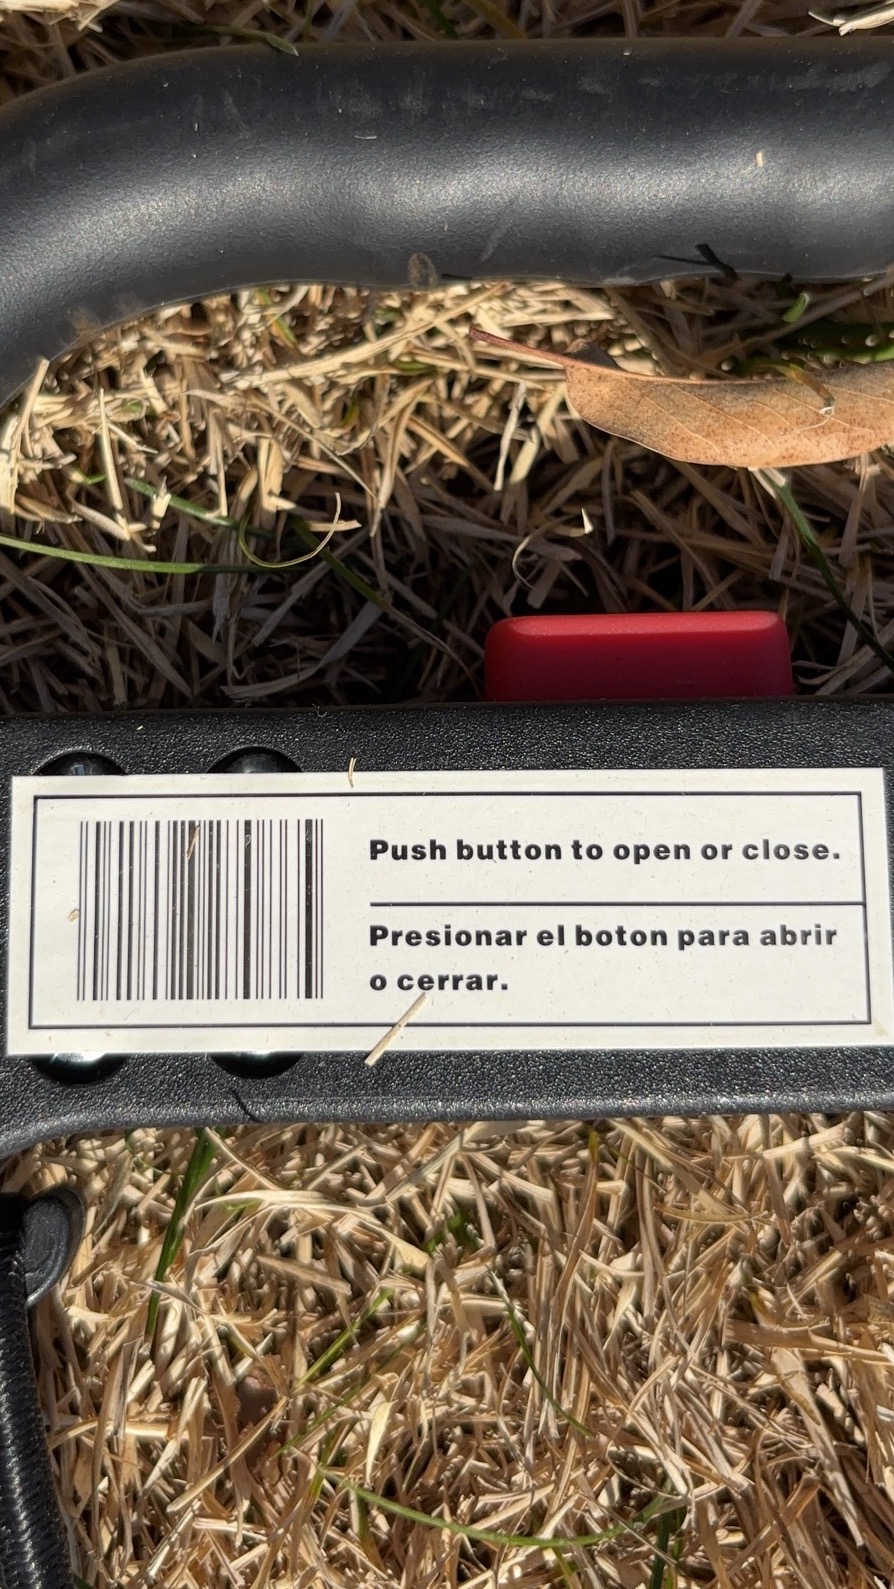 Push button to open or close.
Presionar el boton para abrir
o cerrar.